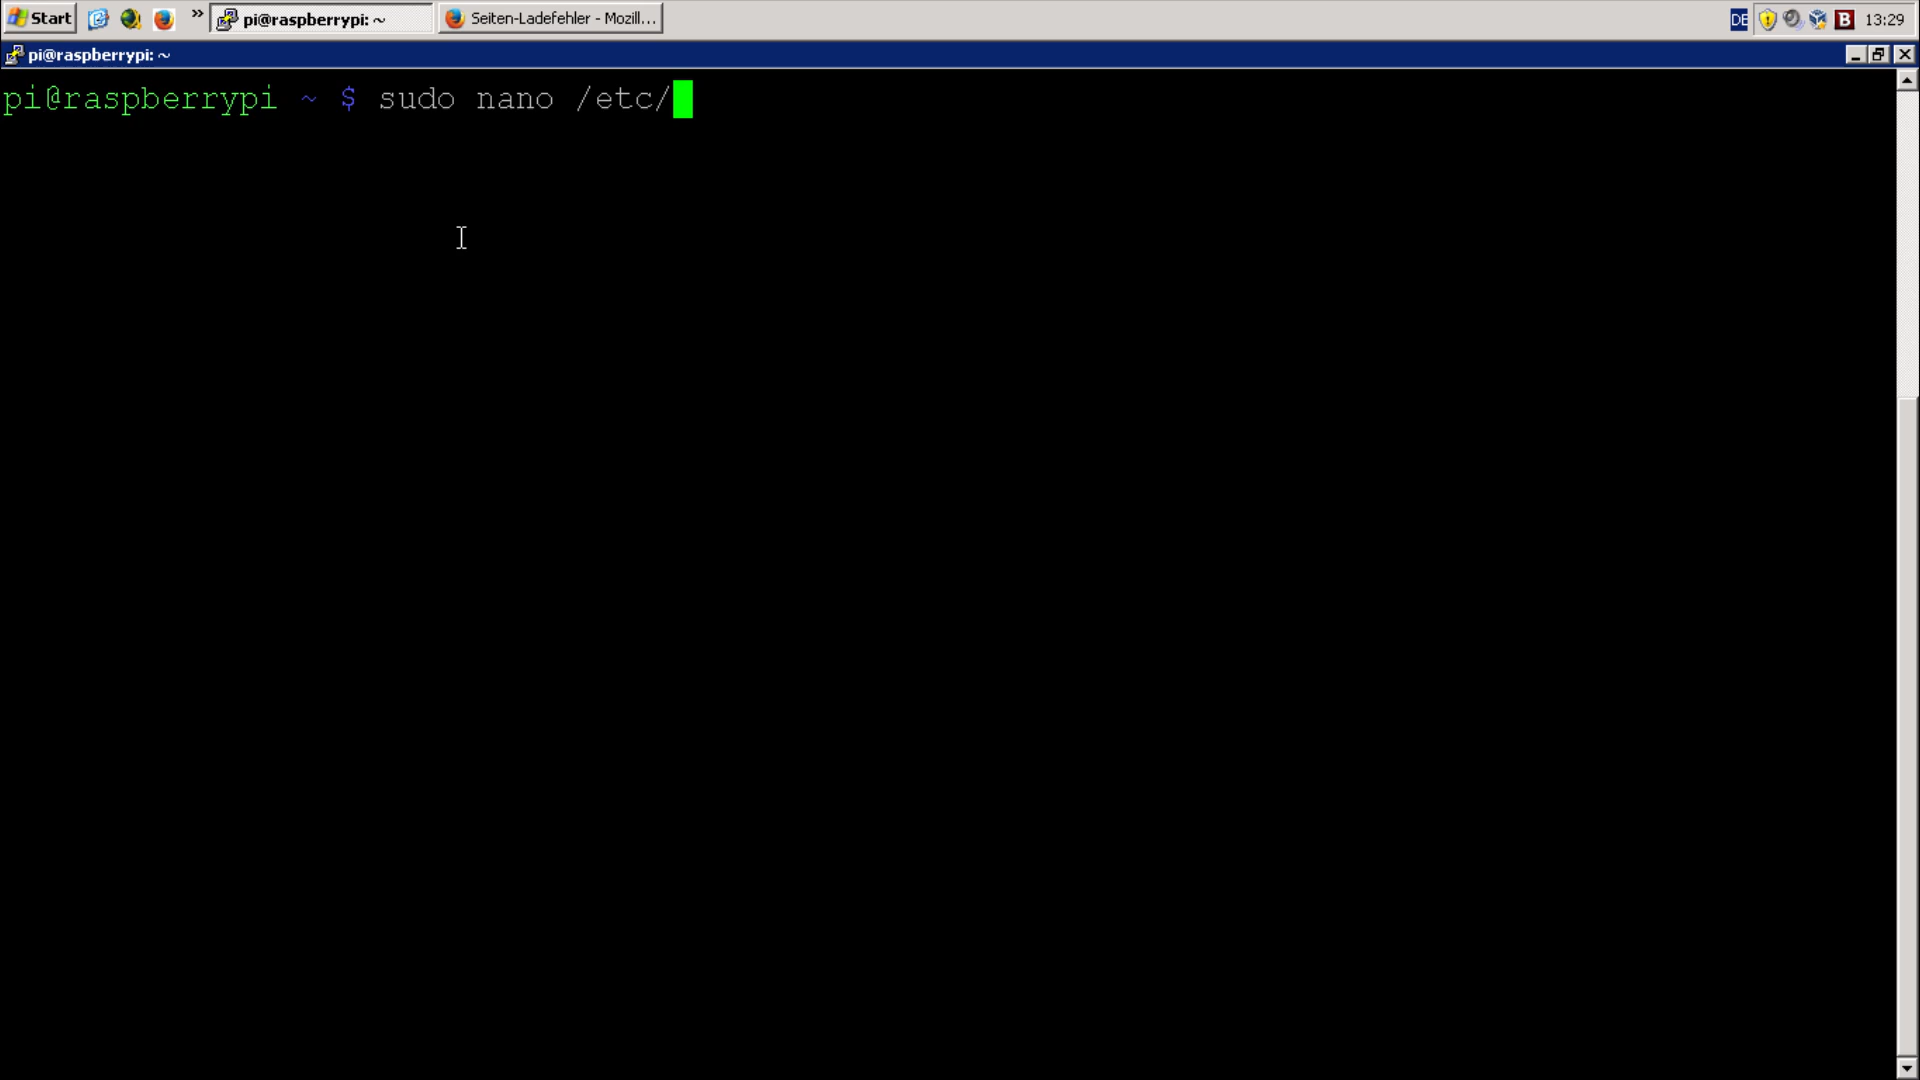 Start » pi@raspberrypi: ~ Seiten-Ladefehler - Mozill... DE B 13:29
pi@raspberrypi: ~
pi@raspberrypi ~ $ sudo nano /etc/